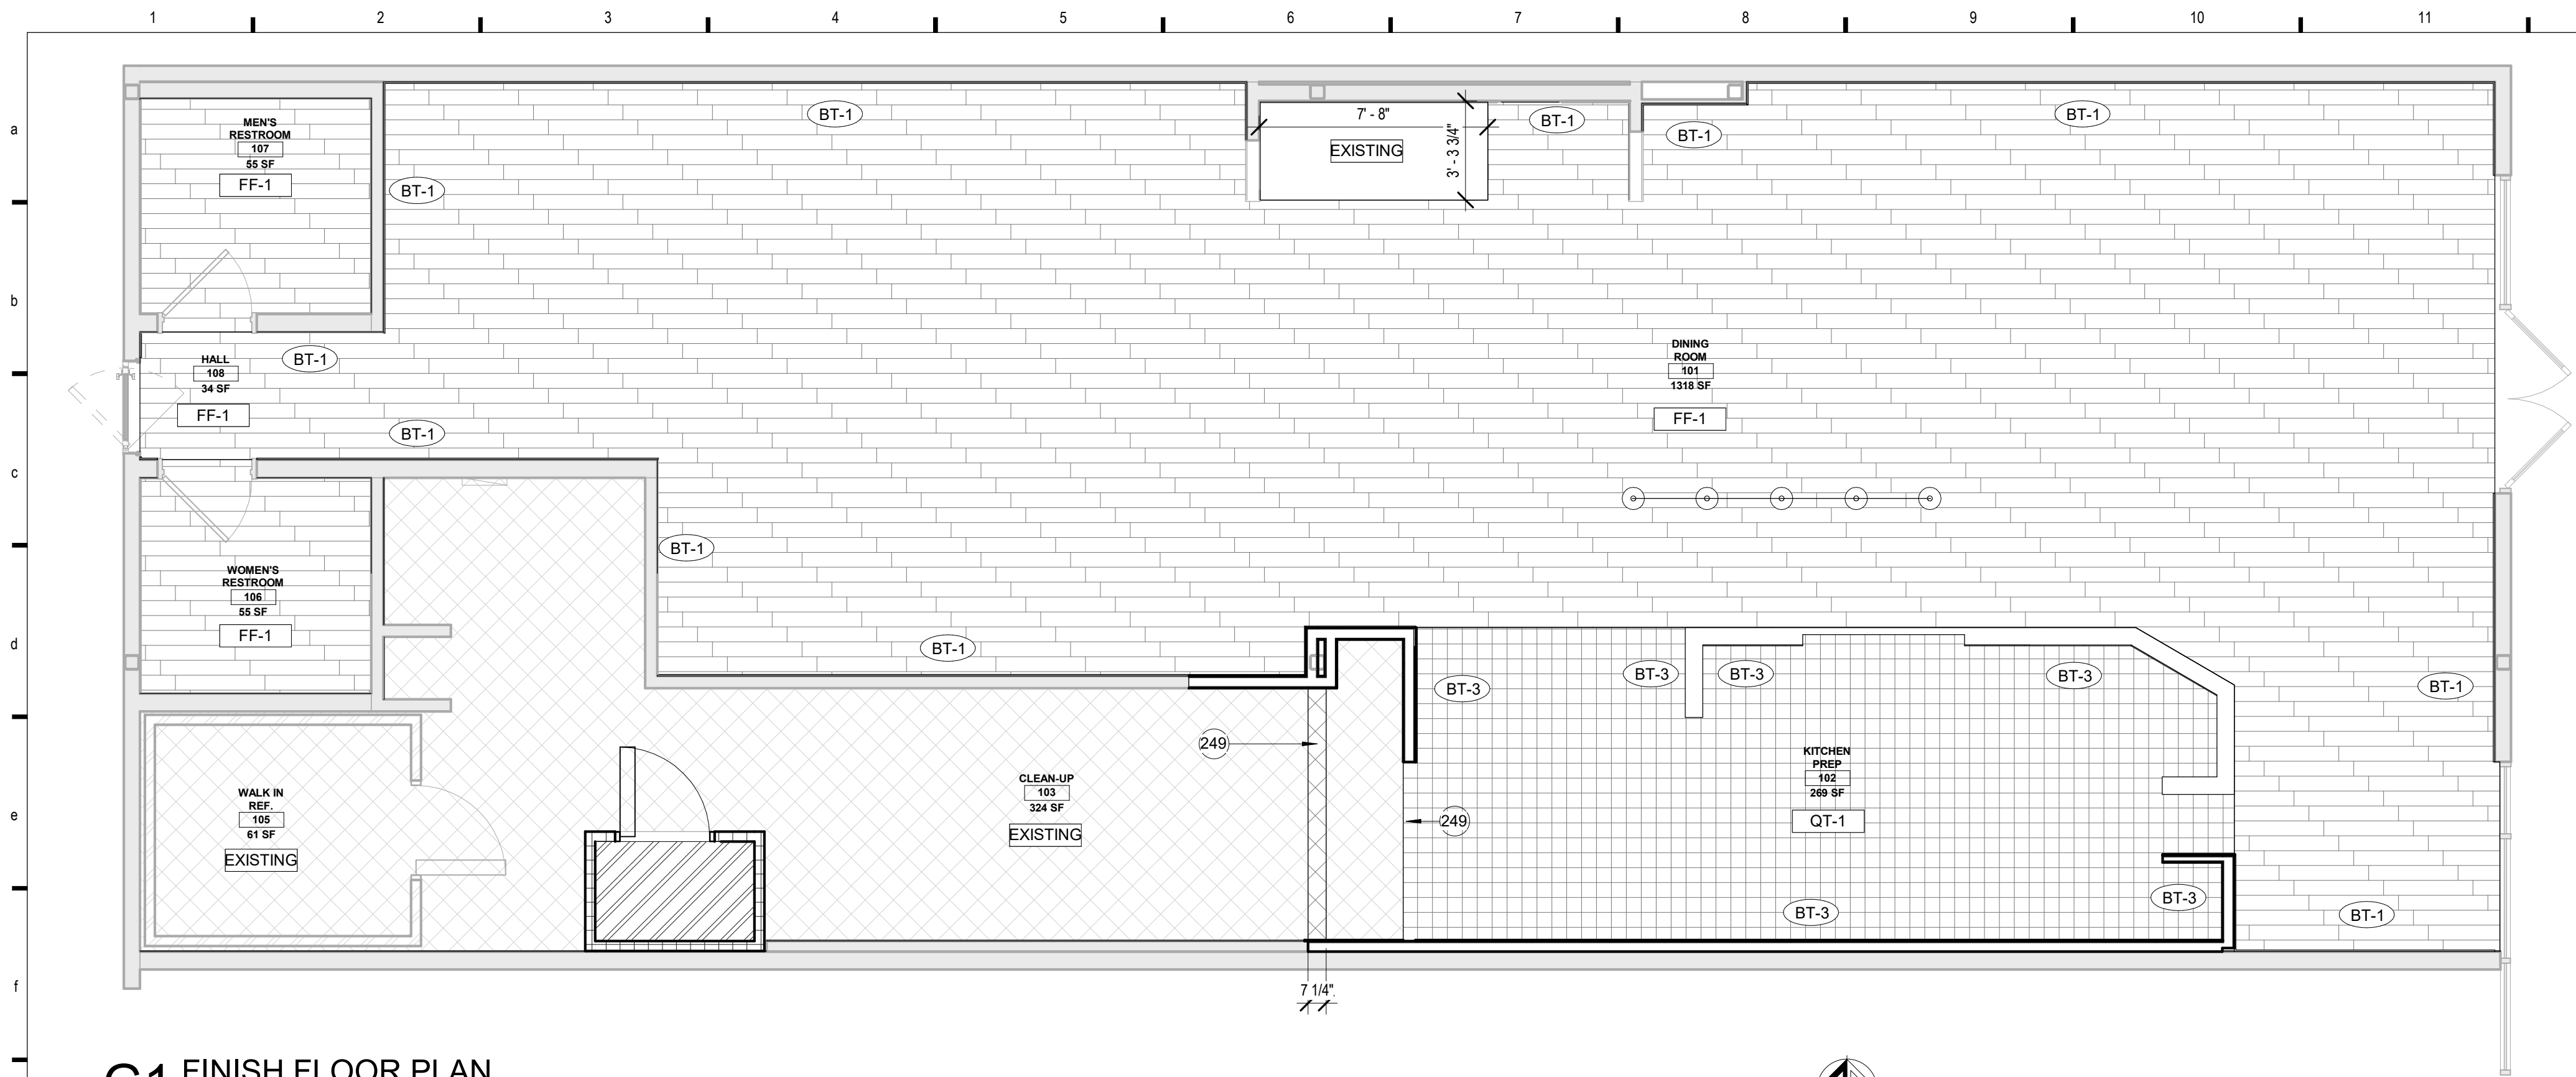 1 2 3 4 5 6 7 8 9 10 11
a
b
c
d
e
f
MEN'S
RESTROOM
107
55 SF
FF-1
BT-1
BT-1
7' - 8"
EXISTING
3' - 3 3/4"
BT-1
BT-1
BT-1
HALL
108
34 SF
FF-1
BT-1
BT-1
DINING
ROOM
101
1318 SF
FF-1
BT-1
WOMEN'S
RESTROOM
106
55 SF
FF-1
BT-1
BT-3
BT-3
BT-3
BT-3
BT-1
249
WALK IN
REF.
105
61 SF
EXISTING
CLEAN-UP
103
324 SF
EXISTING
249
KITCHEN
PREP
102
269 SF
QT-1
BT-3
BT-3
BT-1
7 1/4".
G1 FINISH FLOOR PLAN